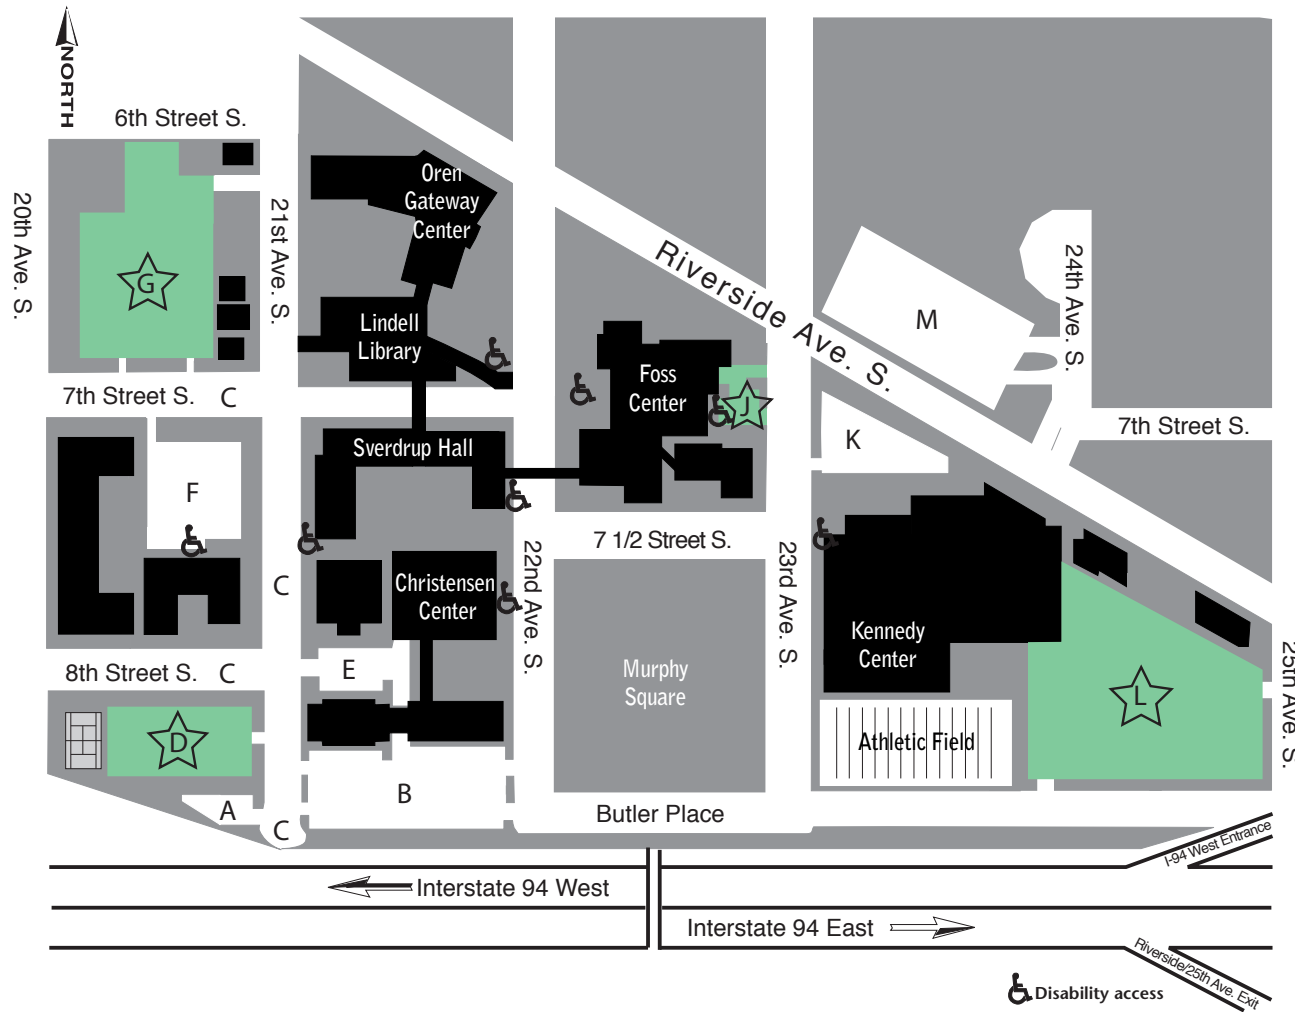 NORTH
6th Street S.
20th Ave. S.
21st Ave. S.
Oren
Gateway
Center
G
Riverside Ave. S.
24th Ave. S.
M
Lindell
Library
Foss
Center
J
7th Street S.
C
7th Street S.
K
Sverdrup Hall
F
22nd Ave. S.
7 1/2 Street S.
23rd Ave. S.
C
Christensen
Center
Kennedy
Center
25th Ave. S.
8th Street S.
C
E
Murphy
Square
L
D
Athletic Field
A
B
C
Butler Place
I-94 West Entrance
Interstate 94 West
Interstate 94 East
Riverside/25th Ave. Exit
Disability access